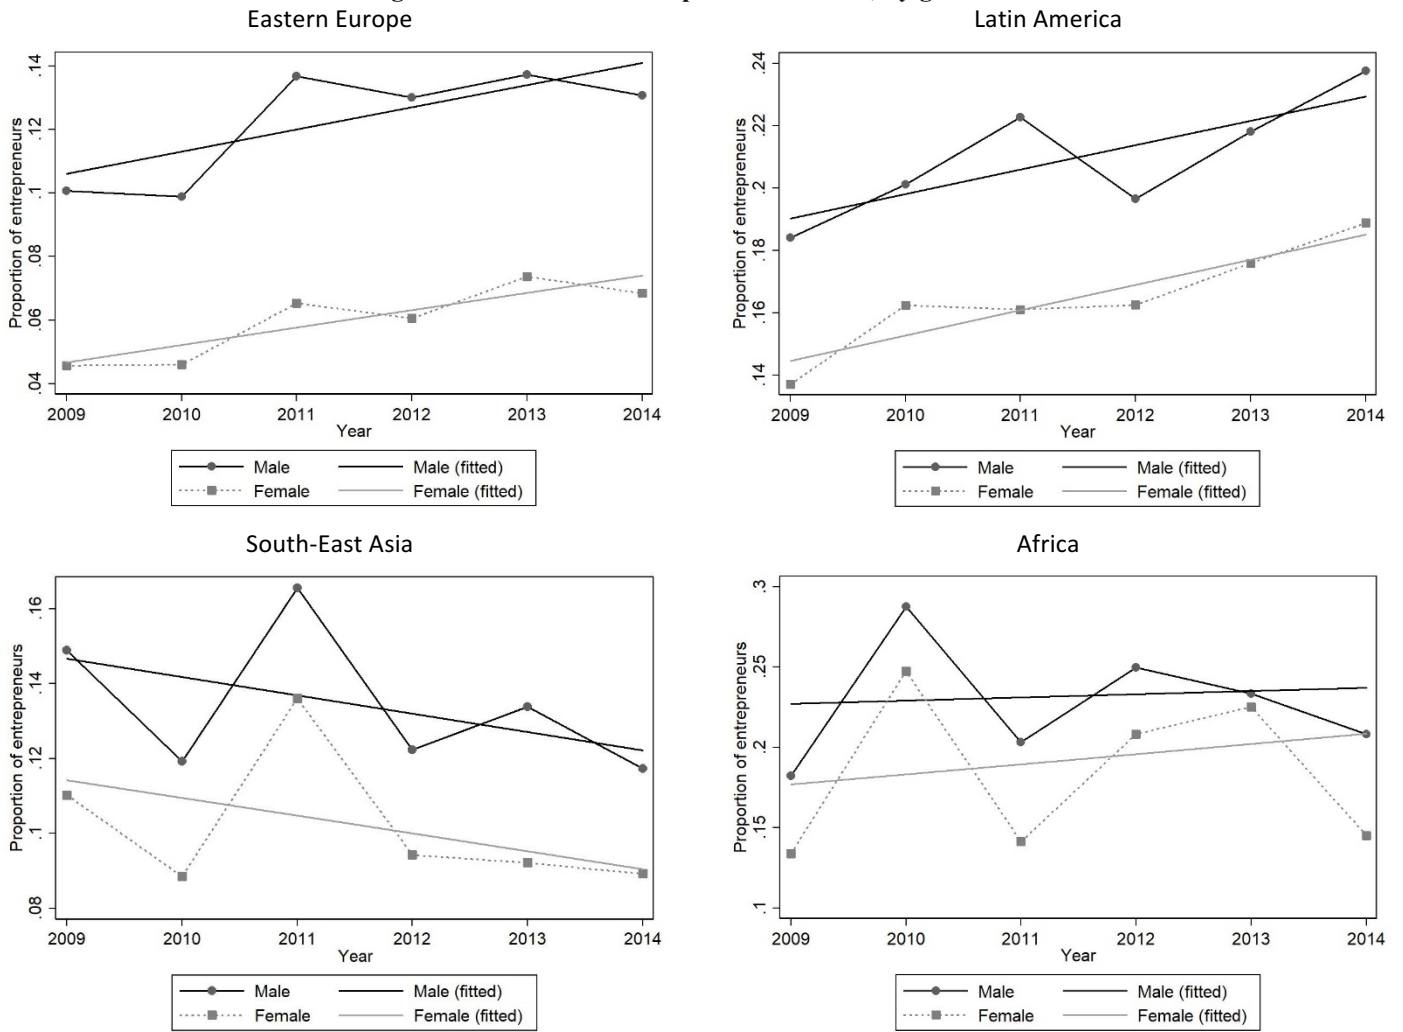 Eastern Europe
Proportion of entrepreneurs
.14
.12
.1
.08
.06
.04
2009 2010 2011 2012 2013 2014
Year
Male Male (fitted)
Female Female (fitted)
Latin America
Proportion of entrepreneurs
.24
.22
.2
.18
.16
.14
2009 2010 2011 2012 2013 2014
Year
Male Male (fitted)
Female Female (fitted)
South-East Asia
Proportion of entrepreneurs
.16
.14
.12
.1
.08
2009 2010 2011 2012 2013 2014
Year
Male Male (fitted)
Female Female (fitted)
Africa
Proportion of entrepreneurs
.3
.25
.2
.15
.1
2009 2010 2011 2012 2013 2014
Year
Male Male (fitted)
Female Female (fitted)